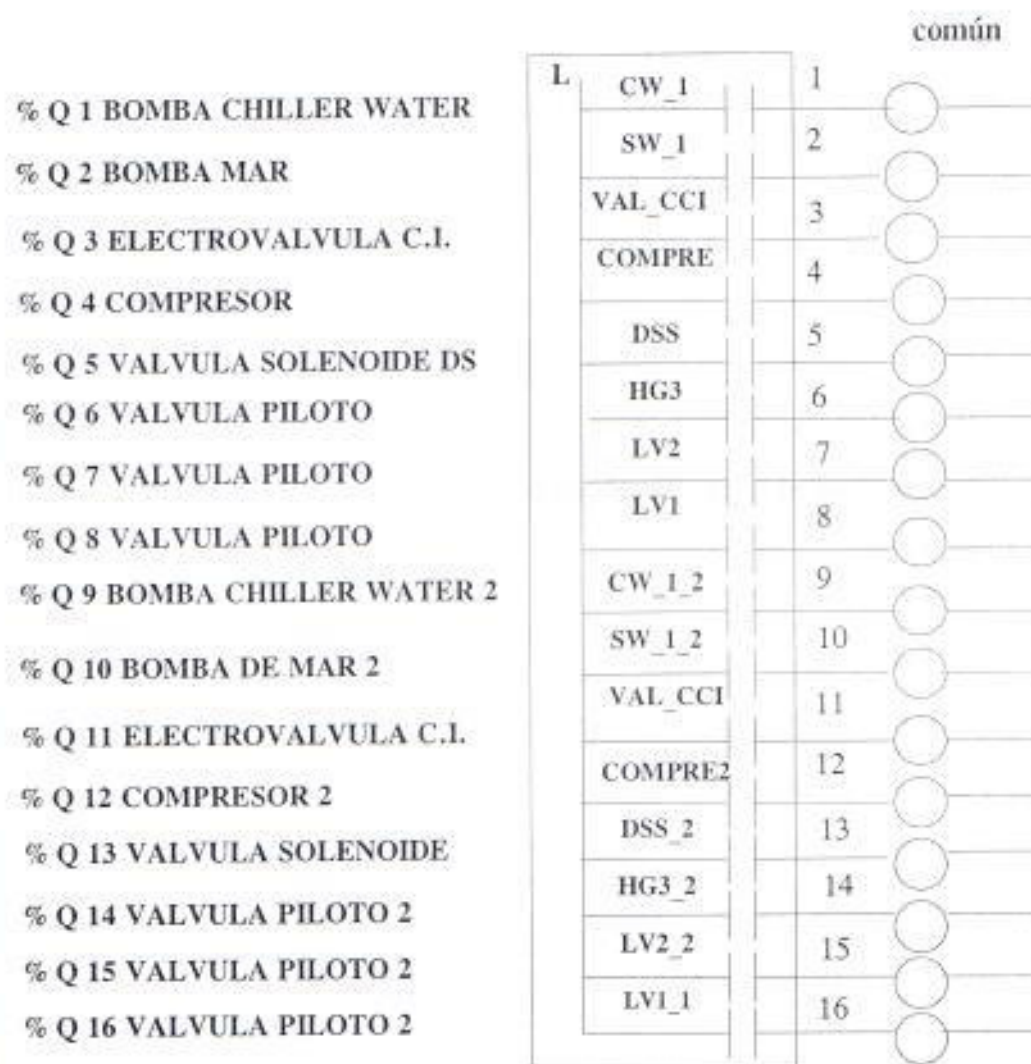 común
L CW_1 1
% Q 1 BOMBA CHILLER WATER
SW_1 2
% Q 2 BOMBA MAR
VAL_CCI 3
% Q 3 ELECTROVALVULA C.I.
COMPRE 4
% Q 4 COMPRESOR
DSS 5
% Q 5 VALVULA SOLENOIDE DS
HG3 6
% Q 6 VALVULA PILOTO
LV2 7
% Q 7 VALVULA PILOTO
LV1 8
% Q 8 VALVULA PILOTO
CW_1_2 9
% Q 9 BOMBA CHILLER WATER 2
SW_1_2 10
% Q 10 BOMBA DE MAR 2
VAL_CCI 11
% Q 11 ELECTROVALVULA C.I.
COMPRE2 12
% Q 12 COMPRESOR 2
DSS_2 13
% Q 13 VALVULA SOLENOIDE
HG3_2 14
% Q 14 VALVULA PILOTO 2
LV2_2 15
% Q 15 VALVULA PILOTO 2
LV1_1 16
% Q 16 VALVULA PILOTO 2